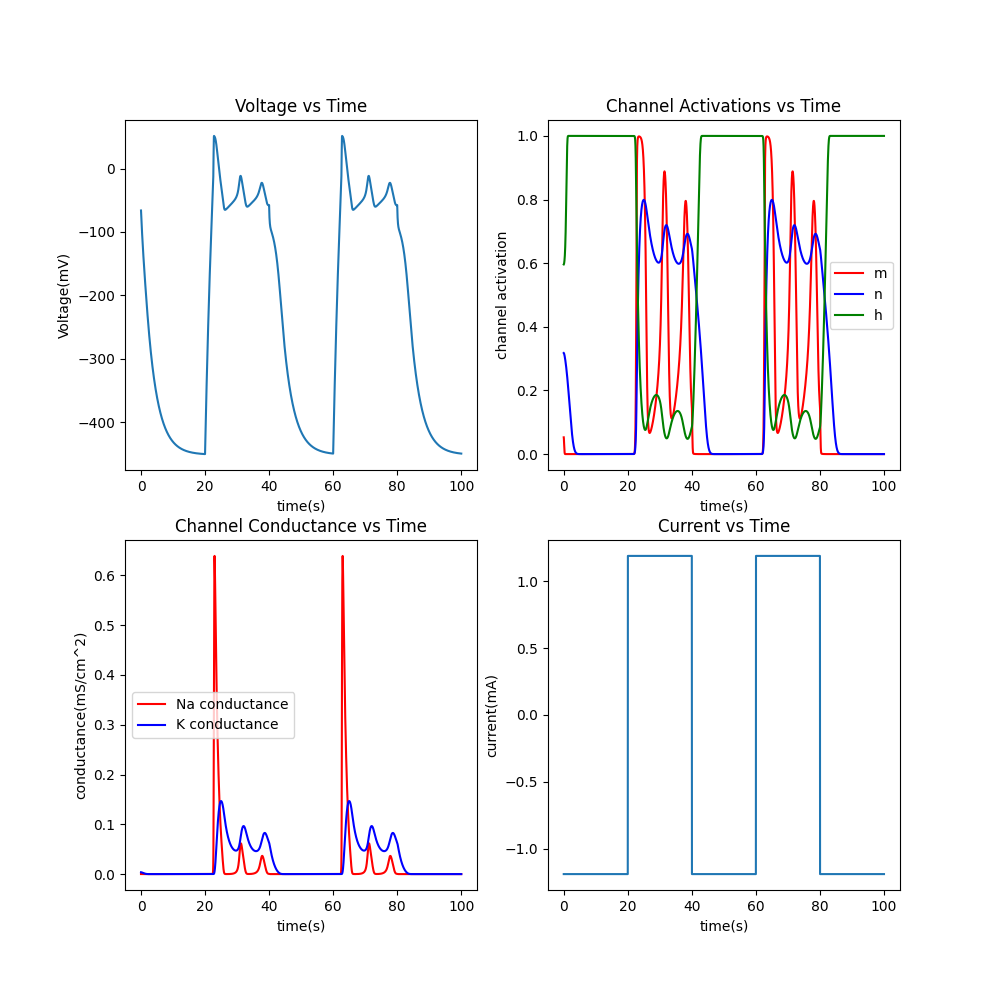 Voltage vs Time
Voltage(mV)
0
−100
−200
−300
−400
0 20 40 60 80 100
time(s)
Channel Activations vs Time
channel activation
1.0
0.8
0.6
0.4
0.2
0.0
m
n
h
0 20 40 60 80 100
time(s)
Channel Conductance vs Time
conductance(mS/cm^2)
0.6
0.5
0.4
0.3
0.2
0.1
0.0
Na conductance
K conductance
0 20 40 60 80 100
time(s)
Current vs Time
current(mA)
1.0
0.5
0.0
−0.5
−1.0
0 20 40 60 80 100
time(s)